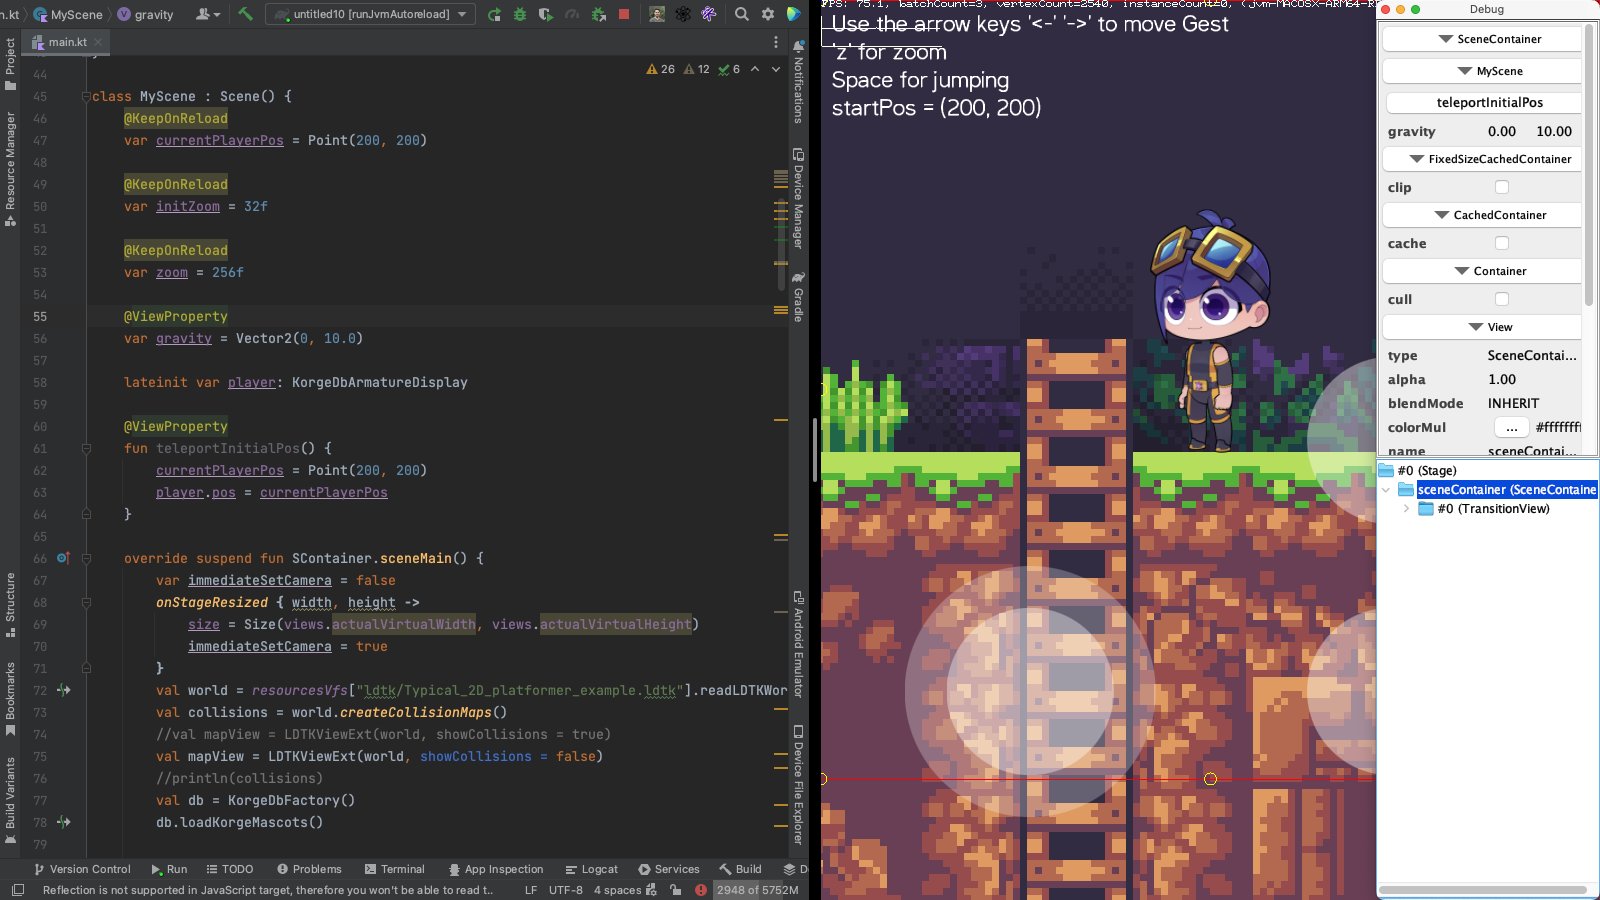 n.kt
MyScene
gravity
untitled10 [runJvmAutoreload]
main.kt
26
12
6
Project
Resource Manager
Structure
Bookmarks
Build Variants
44
45 class MyScene : Scene() {
46 @KeepOnReload
47 var currentPlayerPos = Point(200, 200)
48
49 @KeepOnReload
50 var initZoom = 32f
51
52 @KeepOnReload
53 var zoom = 256f
54
55 @ViewProperty
56 var gravity = Vector2(0, 10.0)
57
58 lateinit var player: KorgeDbArmatureDisplay
59
60 @ViewProperty
61 fun teleportInitialPos() {
62 currentPlayerPos = Point(200, 200)
63 player.pos = currentPlayerPos
64 }
65
66 override suspend fun SContainer.sceneMain() {
67 var immediateSetCamera = false
68 onStageResized { width, height ->
69 size = Size(views.actualVirtualWidth, views.actualVirtualHeight)
70 immediateSetCamera = true
71 }
72 val world = resourcesVfs["ldtk/Typical_2D_platformer_example.ldtk"].readLDTKWor
73 val collisions = world.createCollisionMaps()
74 //val mapView = LDTKViewExt(world, showCollisions = true)
75 val mapView = LDTKViewExt(world, showCollisions = false)
76 //println(collisions)
77 val db = KorgeDbFactory()
78 db.loadKorgeMascots()
79
Notifications
Device Manager
Gradle
Android Emulator
Device File Explorer
Version Control
Run
TODO
Problems
Terminal
App Inspection
Logcat
Services
Build
D
Reflection is not supported in JavaScript target, therefore you won't be able to read t..
LF
UTF-8
4 spaces
2948 of 5752M
FPS: 75.1, batchCount=3, vertexCount=2540, instanceCount=0, (jvm-MACOSX-ARM64-R
Use the arrow keys '<-' '->' to move Gest
'z' for zoom
Space for jumping
startPos = (200, 200)
Debug
SceneContainer
MyScene
teleportInitialPos
gravity 0.00 10.00
FixedSizeCachedContainer
clip
CachedContainer
cache
Container
cull
View
type SceneContai...
alpha 1.00
blendMode INHERIT
colorMul ... #ffffffff
name sceneContai...
#0 (Stage)
sceneContainer (SceneContaine
#0 (TransitionView)